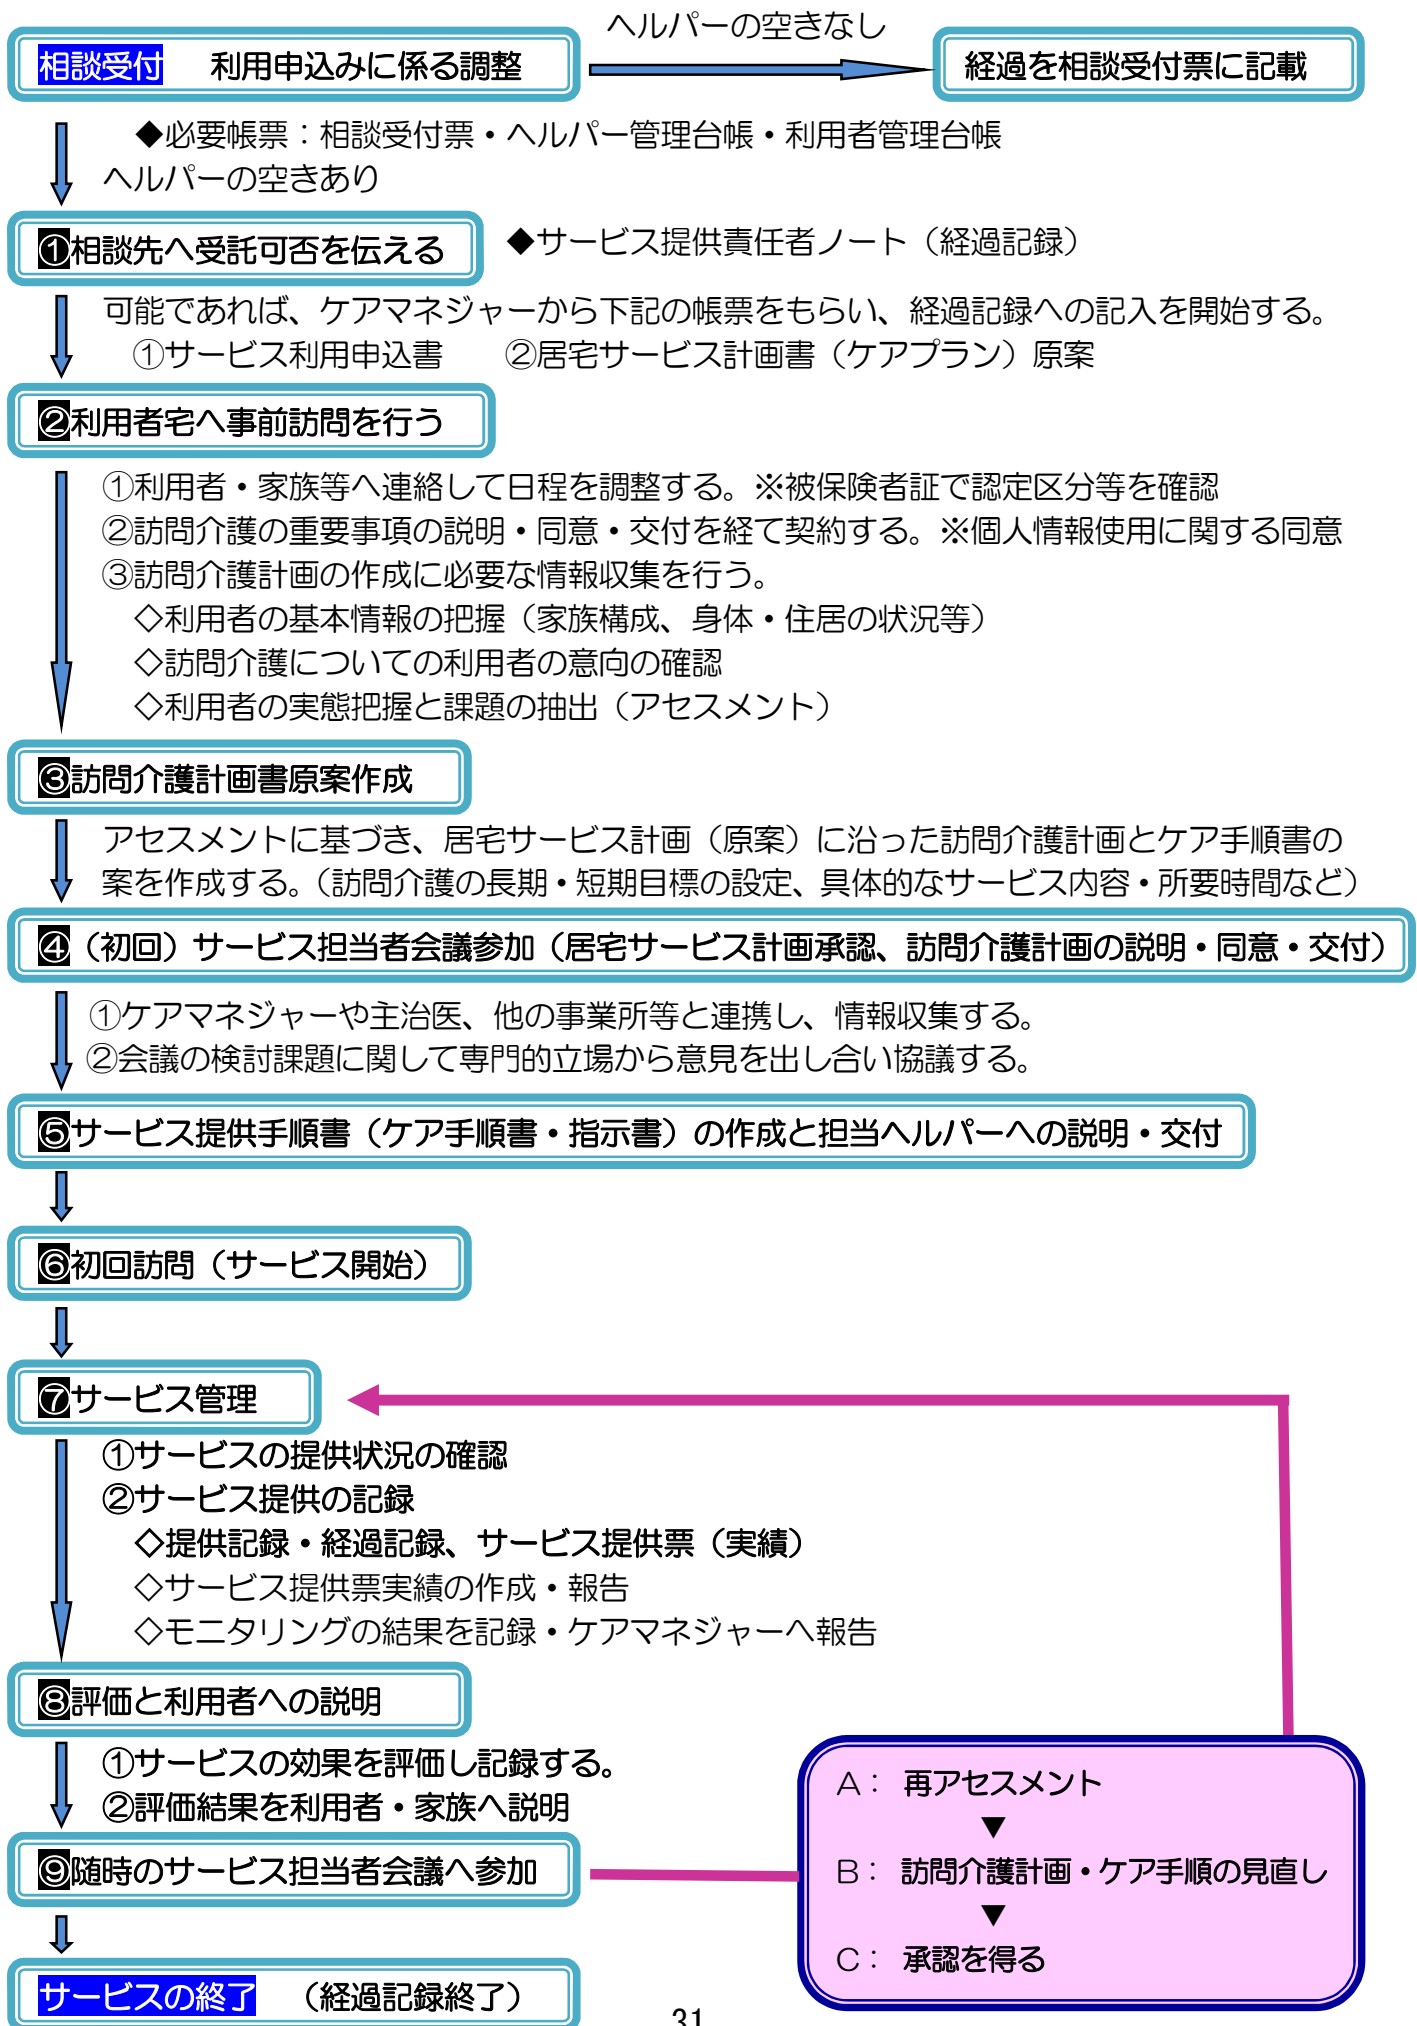 ヘルパーの空きなし
相談受付　利用申込みに係る調整
経過を相談受付票に記載
◆必要帳票：相談受付票・ヘルパー管理台帳・利用者管理台帳
ヘルパーの空きあり
①相談先へ受託可否を伝える
◆サービス提供責任者ノート（経過記録）
可能であれば、ケアマネジャーから下記の帳票をもらい、経過記録への記入を開始する。
①サービス利用申込書　　②居宅サービス計画書（ケアプラン）原案
②利用者宅へ事前訪問を行う
①利用者・家族等へ連絡して日程を調整する。※被保険者証で認定区分等を確認
②訪問介護の重要事項の説明・同意・交付を経て契約する。※個人情報使用に関する同意
③訪問介護計画の作成に必要な情報収集を行う。
◇利用者の基本情報の把握（家族構成、身体・住居の状況等）
◇訪問介護についての利用者の意向の確認
◇利用者の実態把握と課題の抽出（アセスメント）
③訪問介護計画書原案作成
アセスメントに基づき、居宅サービス計画（原案）に沿った訪問介護計画とケア手順書の
案を作成する。（訪問介護の長期・短期目標の設定、具体的なサービス内容・所要時間など）
④（初回）サービス担当者会議参加（居宅サービス計画承認、訪問介護計画の説明・同意・交付）
①ケアマネジャーや主治医、他の事業所等と連携し、情報収集する。
②会議の検討課題に関して専門的立場から意見を出し合い協議する。
⑤サービス提供手順書（ケア手順書・指示書）の作成と担当ヘルパーへの説明・交付
⑥初回訪問（サービス開始）
⑦サービス管理
①サービスの提供状況の確認
②サービス提供の記録
◇提供記録・経過記録、サービス提供票（実績）
◇サービス提供票実績の作成・報告
◇モニタリングの結果を記録・ケアマネジャーへ報告
⑧評価と利用者への説明
①サービスの効果を評価し記録する。
②評価結果を利用者・家族へ説明
⑨随時のサービス担当者会議へ参加
A：　再アセスメント
▼
B：　訪問介護計画・ケア手順の見直し
▼
C：　承認を得る
サービスの終了　（経過記録終了）
31